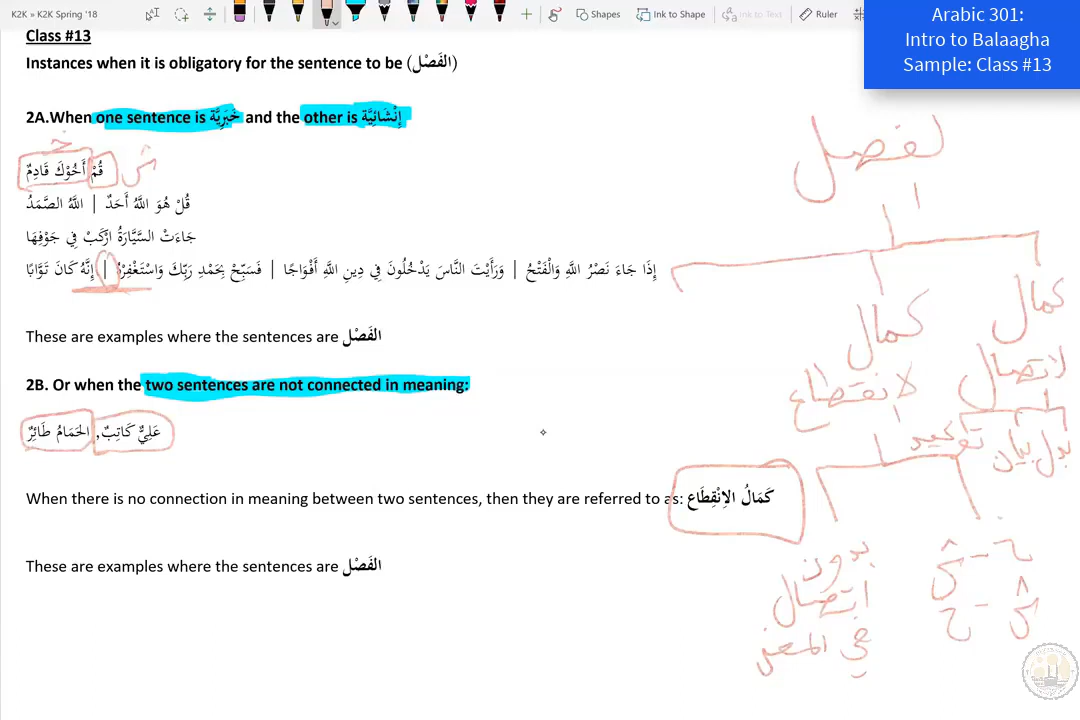 K2K » K2K Spring '18
Shapes
Ink to Shape
Ink to Text
Ruler
Arabic 301:
Intro to Balaagha
Sample: Class #13
Class #13
Instances when it is obligatory for the sentence to be (الفَصْل)
2A.When one sentence is خَبَرِيَّة and the other is إِنْشَائِيَّة
خـ
ش
قُمْ أَخُوْكَ قَادِمٌ
قُلْ هُوَ اللَّهُ أَحَدٌ | اللَّهُ الصَّمَدُ
جَاءَتْ السَّيَّارَةُ ارْكَبْ فِي جَوْفِهَا
إِذَا جَاءَ نَصْرُ اللَّهِ وَالْفَتْحُ | وَرَأَيْتَ النَّاسَ يَدْخُلُونَ فِي دِينِ اللَّهِ أَفْوَاجًا | فَسَبِّحْ بِحَمْدِ رَبِّكَ وَاسْتَغْفِرْهُ | إِنَّهُ كَانَ تَوَّابًا
These are examples where the sentences are الفَصْل
2B. Or when the two sentences are not connected in meaning:
عَلِيٌّ كَاتِبٌ, الحَمَامُ طَائِرٌ
When there is no connection in meaning between two sentences, then they are referred to as: كَمَالُ الاِنْقِطَاع
These are examples where the sentences are الفَصْل
لفصل
كمال
لاتصال
بدل
بيان
توكيد
كمال
لانقطاع
خ - ش
ش - خ
بدون
اتصال
في المعنى